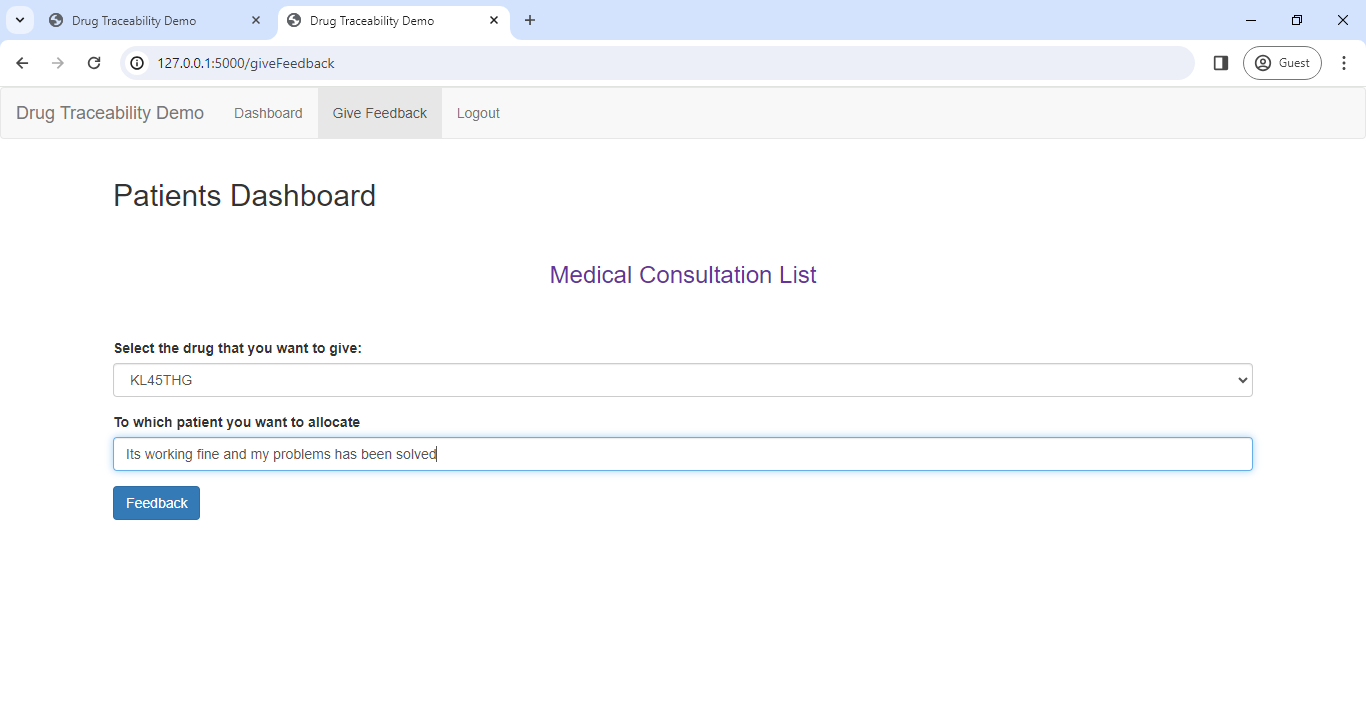 Drug Traceability Demo
Drug Traceability Demo
127.0.0.1:5000/giveFeedback
Guest
Drug Traceability Demo Dashboard Give Feedback Logout
Patients Dashboard
Medical Consultation List
Select the drug that you want to give:
KL45THG
To which patient you want to allocate
Its working fine and my problems has been solved
Feedback